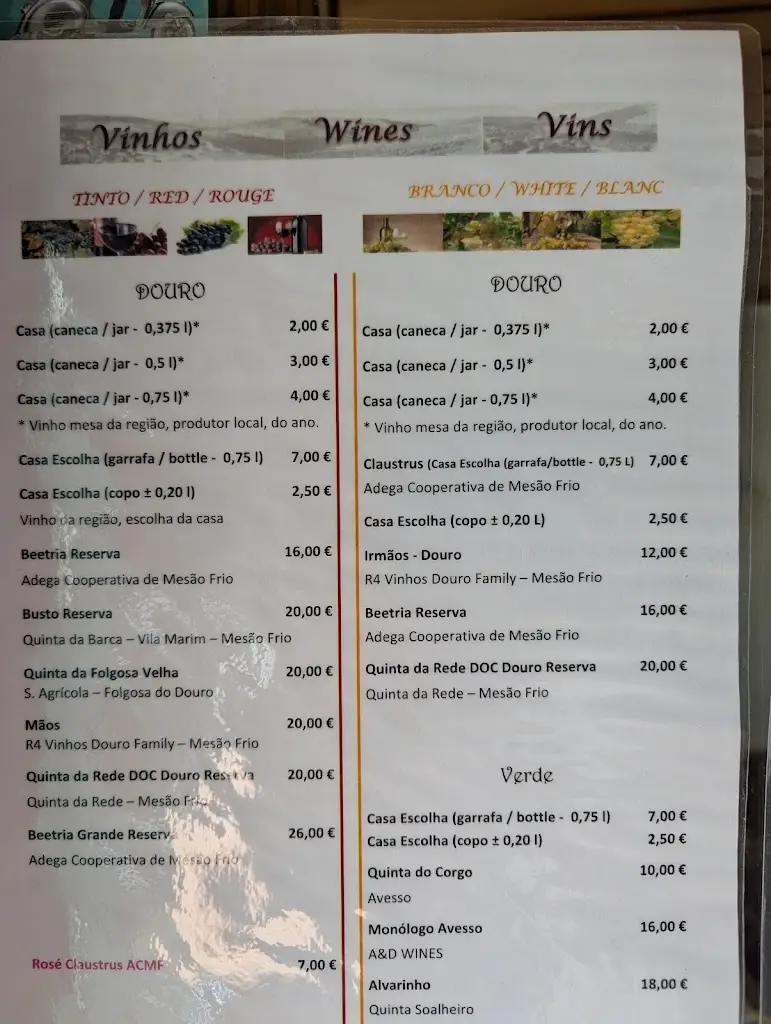 Vinhos Wines Vins
TINTO / RED / ROUGE
DOURO
Casa (caneca / jar - 0,375 l)* 2,00 €
Casa (caneca / jar - 0,5 l)* 3,00 €
Casa (caneca / jar - 0,75 l)* 4,00 €
* Vinho mesa da região, produtor local, do ano.
Casa Escolha (garrafa / bottle - 0,75 l) 7,00 €
Casa Escolha (copo ± 0,20 l) 2,50 €
Vinho da região, escolha da casa
Beetria Reserva 16,00 €
Adega Cooperativa de Mesão Frio
Busto Reserva 20,00 €
Quinta da Barca – Vila Marim – Mesão Frio
Quinta da Folgosa Velha 20,00 €
S. Agrícola – Folgosa do Douro
Mãos 20,00 €
R4 Vinhos Douro Family – Mesão Frio
Quinta da Rede DOC Douro Reserva 20,00 €
Quinta da Rede – Mesão Frio
Beetria Grande Reserva 26,00 €
Adega Cooperativa de Mesão Frio
Rosé Claustrus ACMF 7,00 €
BRANCO / WHITE / BLANC
DOURO
Casa (caneca / jar - 0,375 l)* 2,00 €
Casa (caneca / jar - 0,5 l)* 3,00 €
Casa (caneca / jar - 0,75 l)* 4,00 €
* Vinho mesa da região, produtor local, do ano.
Claustrus (Casa Escolha (garrafa/bottle - 0,75 L) 7,00 €
Adega Cooperativa de Mesão Frio
Casa Escolha (copo ± 0,20 L) 2,50 €
Irmãos - Douro 12,00 €
R4 Vinhos Douro Family – Mesão Frio
Beetria Reserva 16,00 €
Adega Cooperativa de Mesão Frio
Quinta da Rede DOC Douro Reserva 20,00 €
Quinta da Rede – Mesão Frio
Verde
Casa Escolha (garrafa / bottle - 0,75 l) 7,00 €
Casa Escolha (copo ± 0,20 l) 2,50 €
Quinta do Corgo 10,00 €
Avesso
Monólogo Avesso 16,00 €
A&D WINES
Alvarinho 18,00 €
Quinta Soalheiro